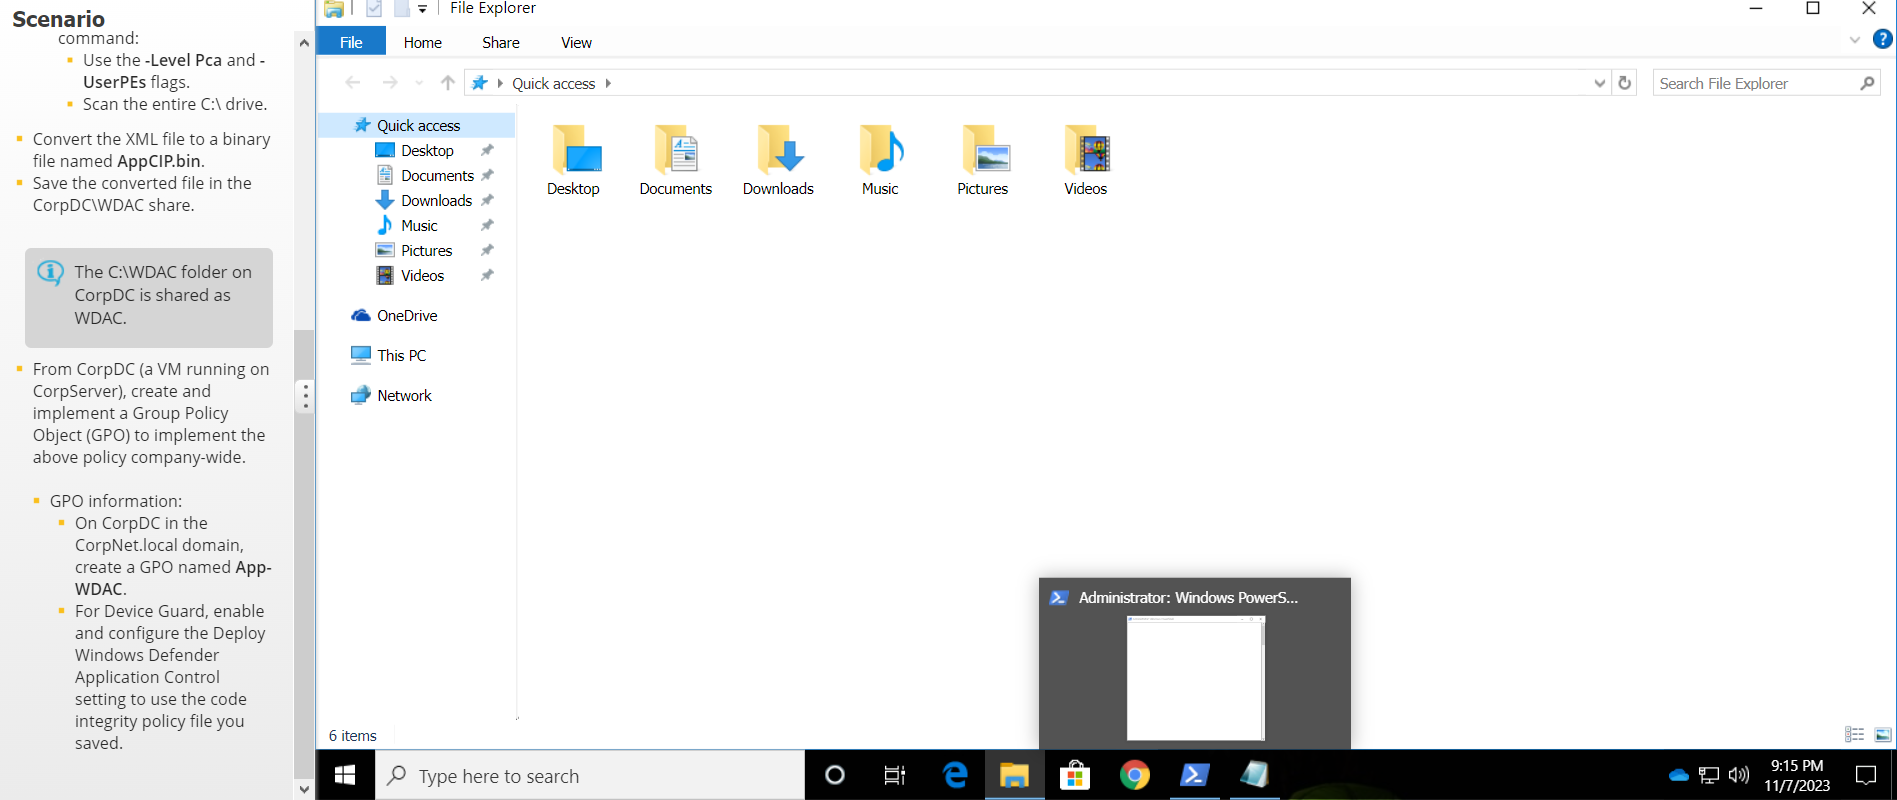 Scenario
command:
Use the -Level Pca and -
UserPEs flags.
Scan the entire C:\ drive.
Convert the XML file to a binary
file named AppCIP.bin.
Save the converted file in the
CorpDC\WDAC share.
The C:\WDAC folder on
CorpDC is shared as
WDAC.
From CorpDC (a VM running on
CorpServer), create and
implement a Group Policy
Object (GPO) to implement the
above policy company-wide.
GPO information:
On CorpDC in the
CorpNet.local domain,
create a GPO named App-
WDAC.
For Device Guard, enable
and configure the Deploy
Windows Defender
Application Control
setting to use the code
integrity policy file you
saved.
File Explorer
File Home Share View
Quick access
Search File Explorer
Quick access
Desktop
Documents
Downloads
Music
Pictures
Videos
OneDrive
This PC
Network
Desktop Documents Downloads Music Pictures Videos
6 items
Administrator: Windows PowerS...
Type here to search
9:15 PM
11/7/2023